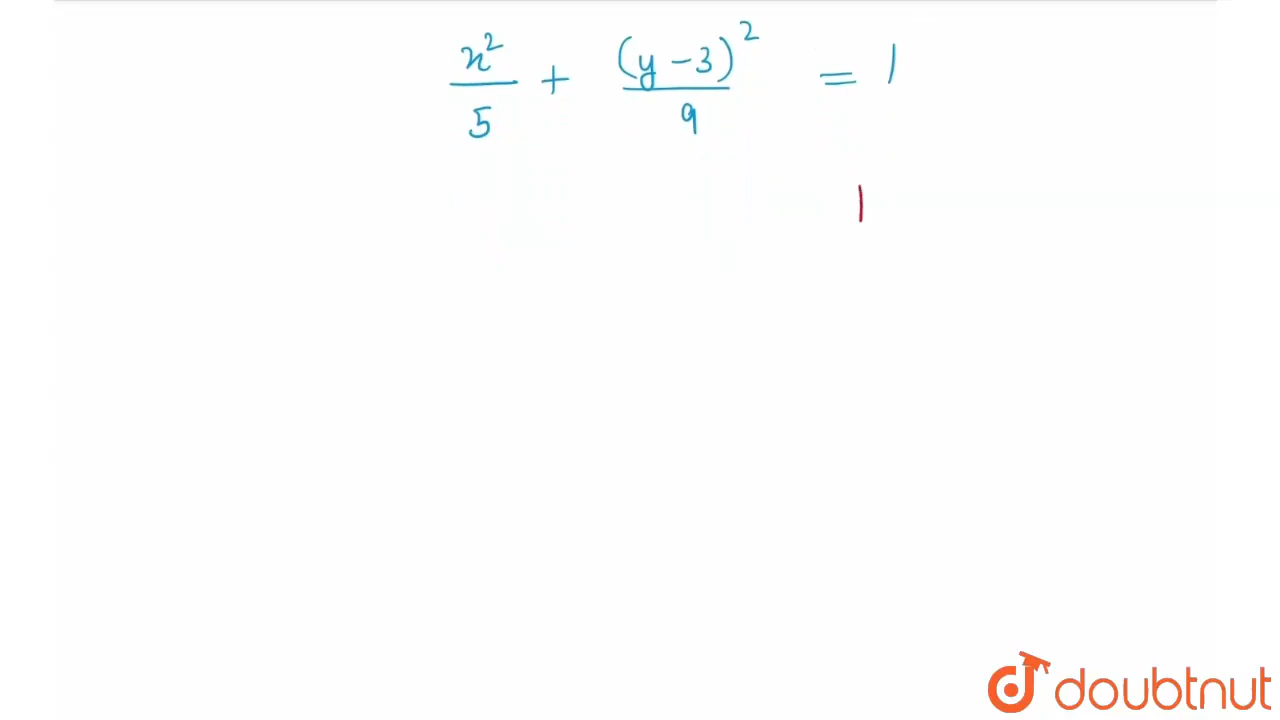 x²/5 + (y-3)²/9 = 1
|
doubtnut